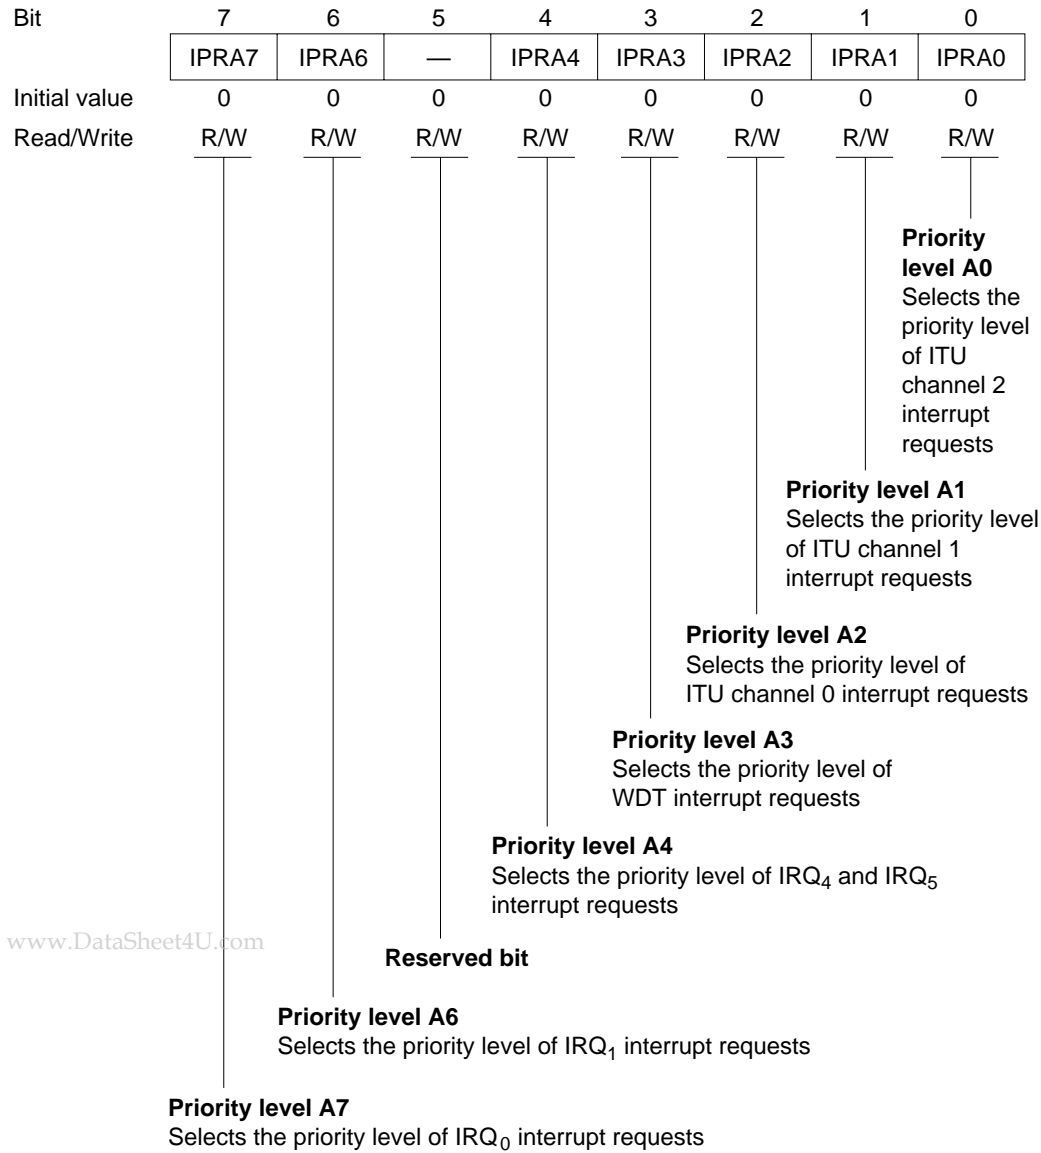 Bit 7 6 5 4 3 2 1 0
IPRA7 IPRA6 — IPRA4 IPRA3 IPRA2 IPRA1 IPRA0
Initial value 0 0 0 0 0 0 0 0
Read/Write R/W R/W R/W R/W R/W R/W R/W R/W
Priority
level A0
Selects the
priority level
of ITU
channel 2
interrupt
requests
Priority level A1
Selects the priority level
of ITU channel 1
interrupt requests
Priority level A2
Selects the priority level of
ITU channel 0 interrupt requests
Priority level A3
Selects the priority level of
WDT interrupt requests
Priority level A4
Selects the priority level of IRQ4 and IRQ5
interrupt requests
www.DataSheet4U.com
Reserved bit
Priority level A6
Selects the priority level of IRQ1 interrupt requests
Priority level A7
Selects the priority level of IRQ0 interrupt requests